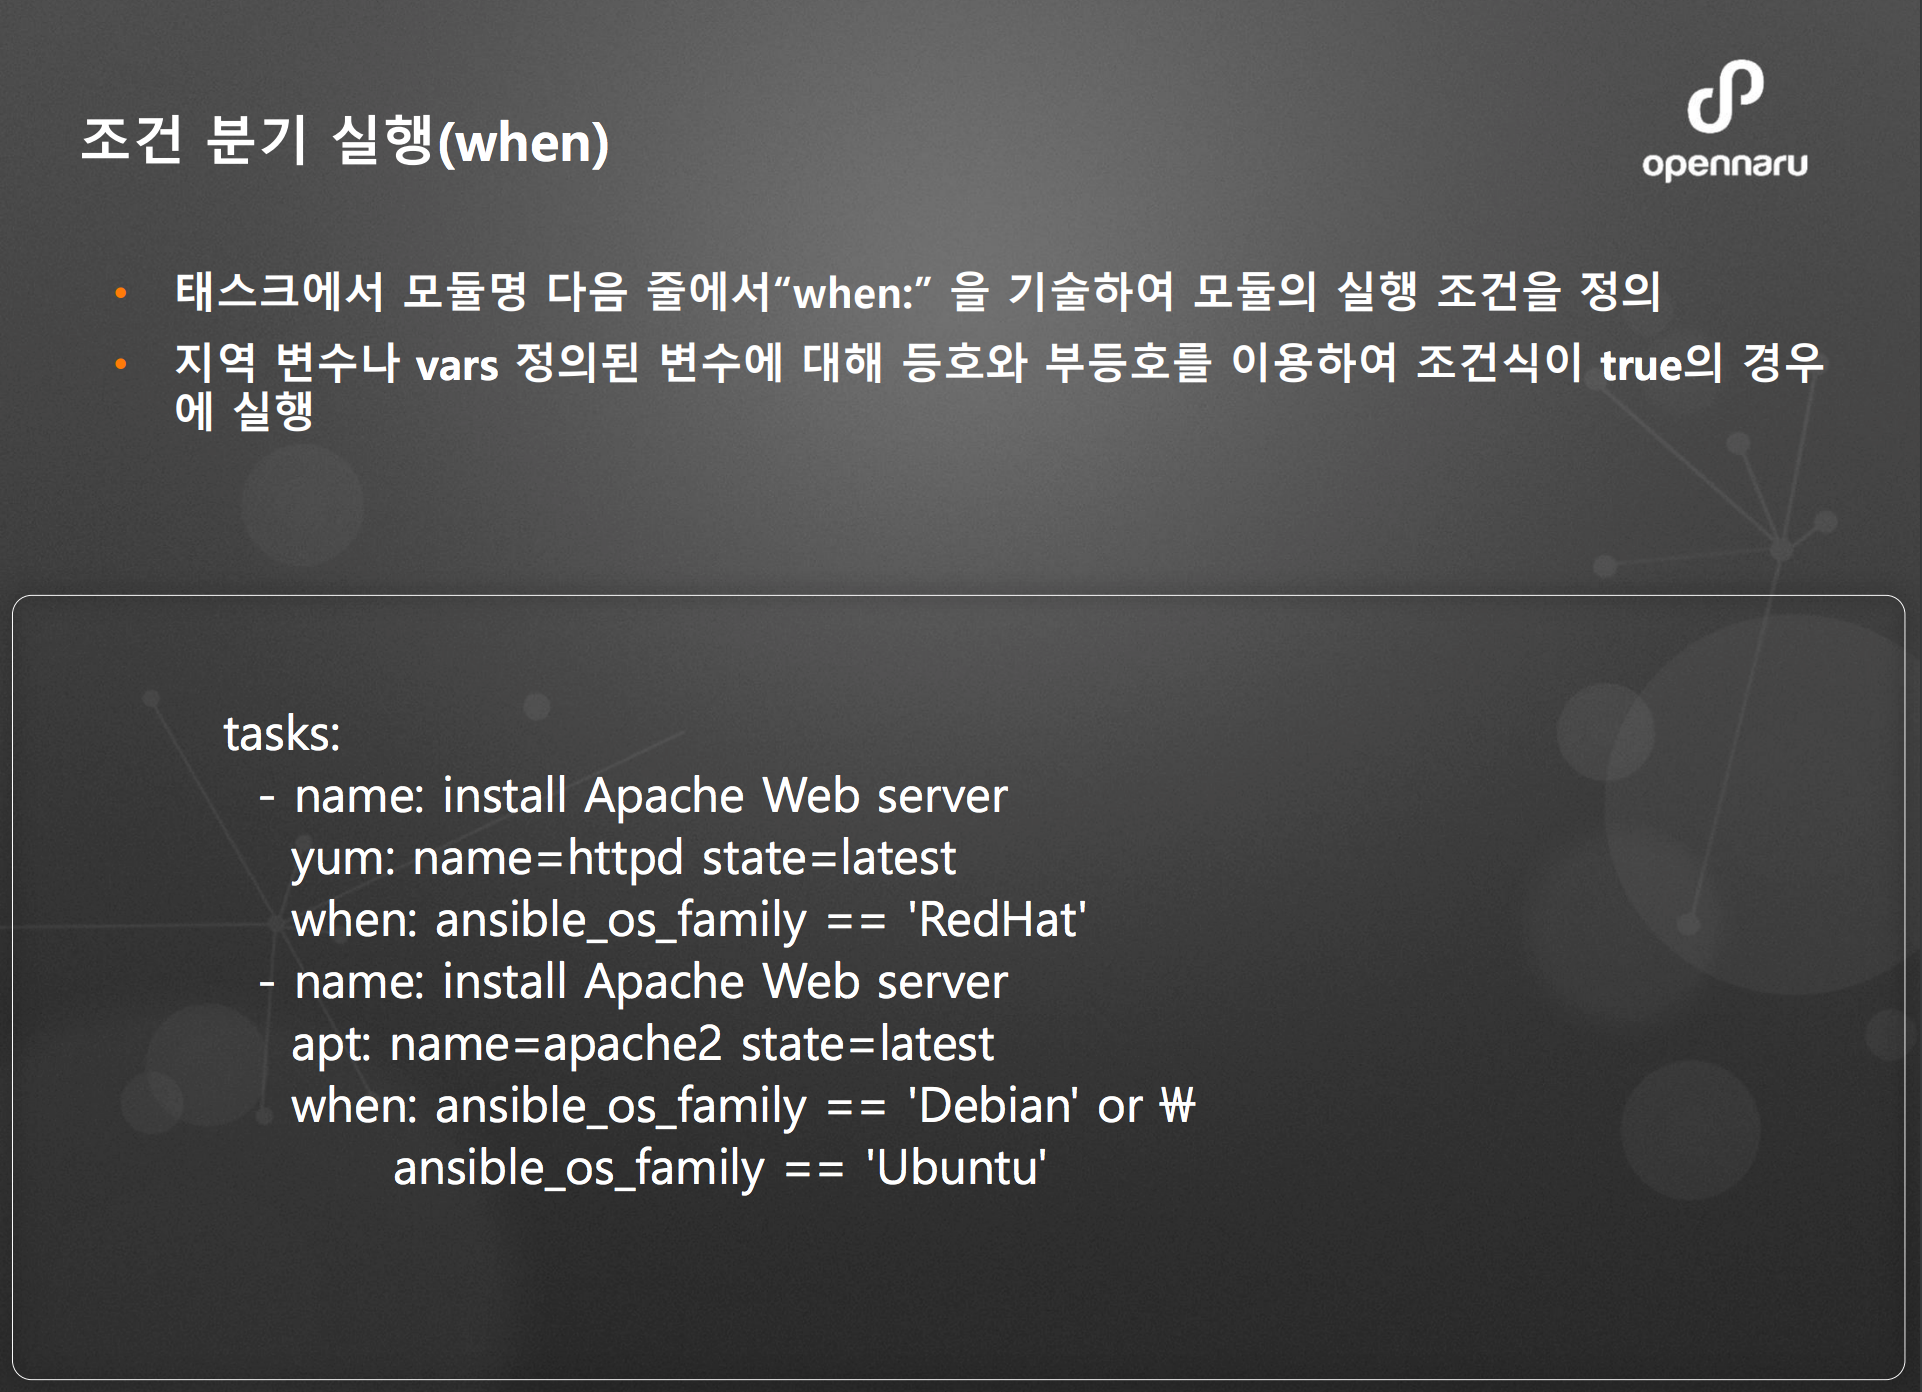 조건 분기 실행(when)
opennaru
• 태스크에서 모듈명 다음 줄에서“when:” 을 기술하여 모듈의 실행 조건을 정의
• 지역 변수나 vars 정의된 변수에 대해 등호와 부등호를 이용하여 조건식이 true의 경우
에 실행
tasks:
- name: install Apache Web server
yum: name=httpd state=latest
when: ansible_os_family == 'RedHat'
- name: install Apache Web server
apt: name=apache2 state=latest
when: ansible_os_family == 'Debian' or ₩
ansible_os_family == 'Ubuntu'